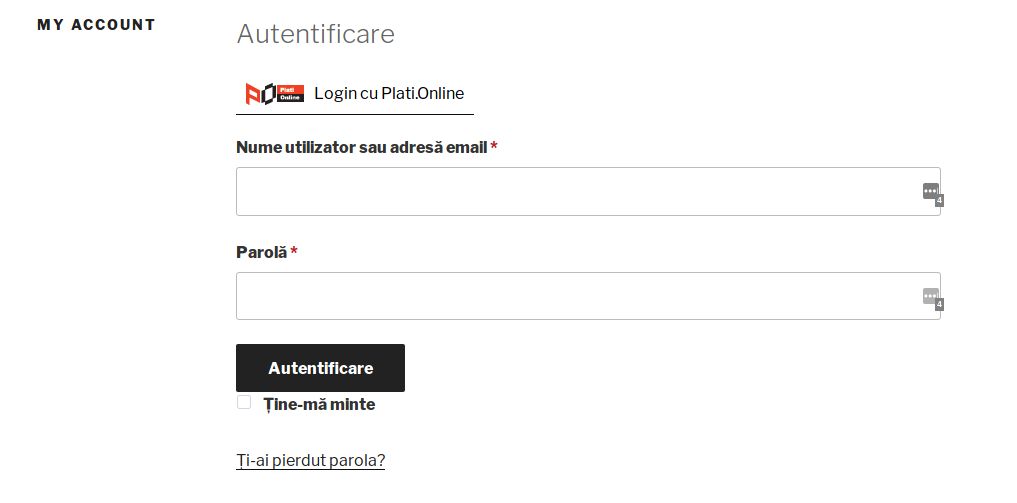 MY ACCOUNT
Autentificare
Plati
Online
Login cu Plati.Online
Nume utilizator sau adresă email *
4
Parolă *
4
Autentificare
Ține-mă minte
Ți-ai pierdut parola?